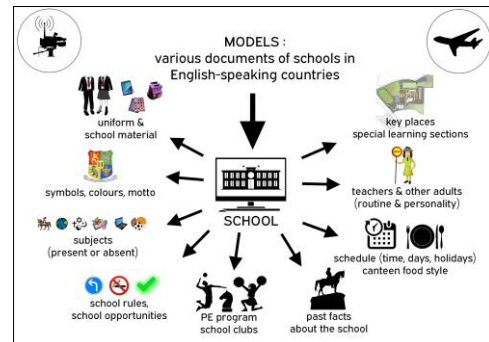 MODELS :
various documents of schools in
English-speaking countries
uniform &
school material
key places
special learning sections
symbols, colours, motto
teachers & other adults
(routine & personality)
SCHOOL
subjects
(present or absent)
schedule (time, days, holidays)
canteen food style
school rules,
school opportunities
PE program
school clubs
past facts
about the school